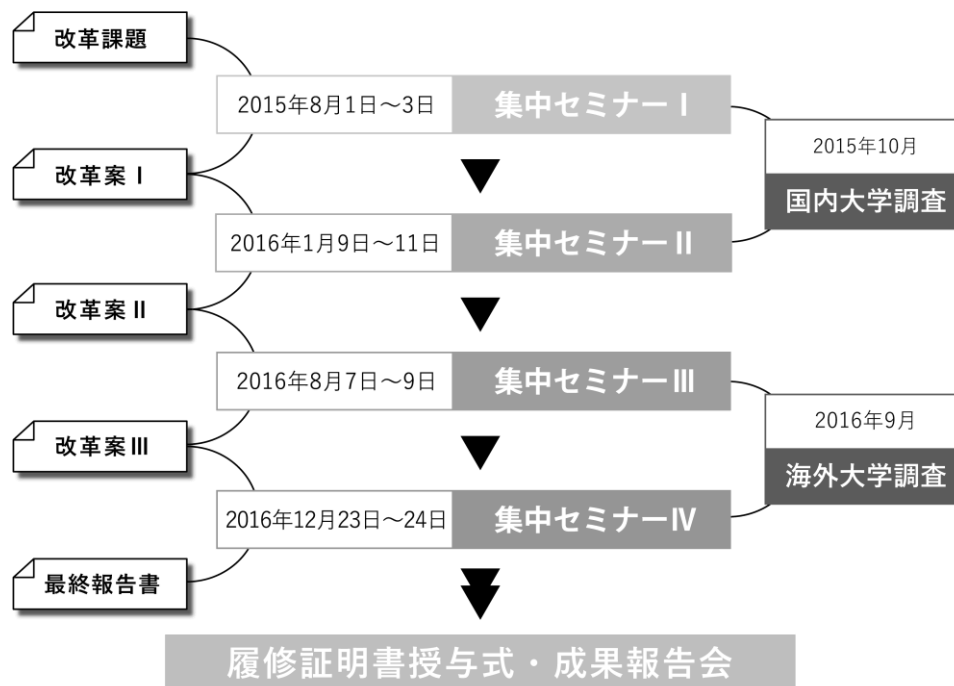 改革課題
2015年8月1日～3日
集中セミナーⅠ
2015年10月
国内大学調査
改革案Ⅰ
2016年1月9日～11日
集中セミナーⅡ
改革案Ⅱ
2016年8月7日～9日
集中セミナーⅢ
2016年9月
海外大学調査
改革案Ⅲ
2016年12月23日～24日
集中セミナーⅣ
最終報告書
履修証明書授与式・成果報告会